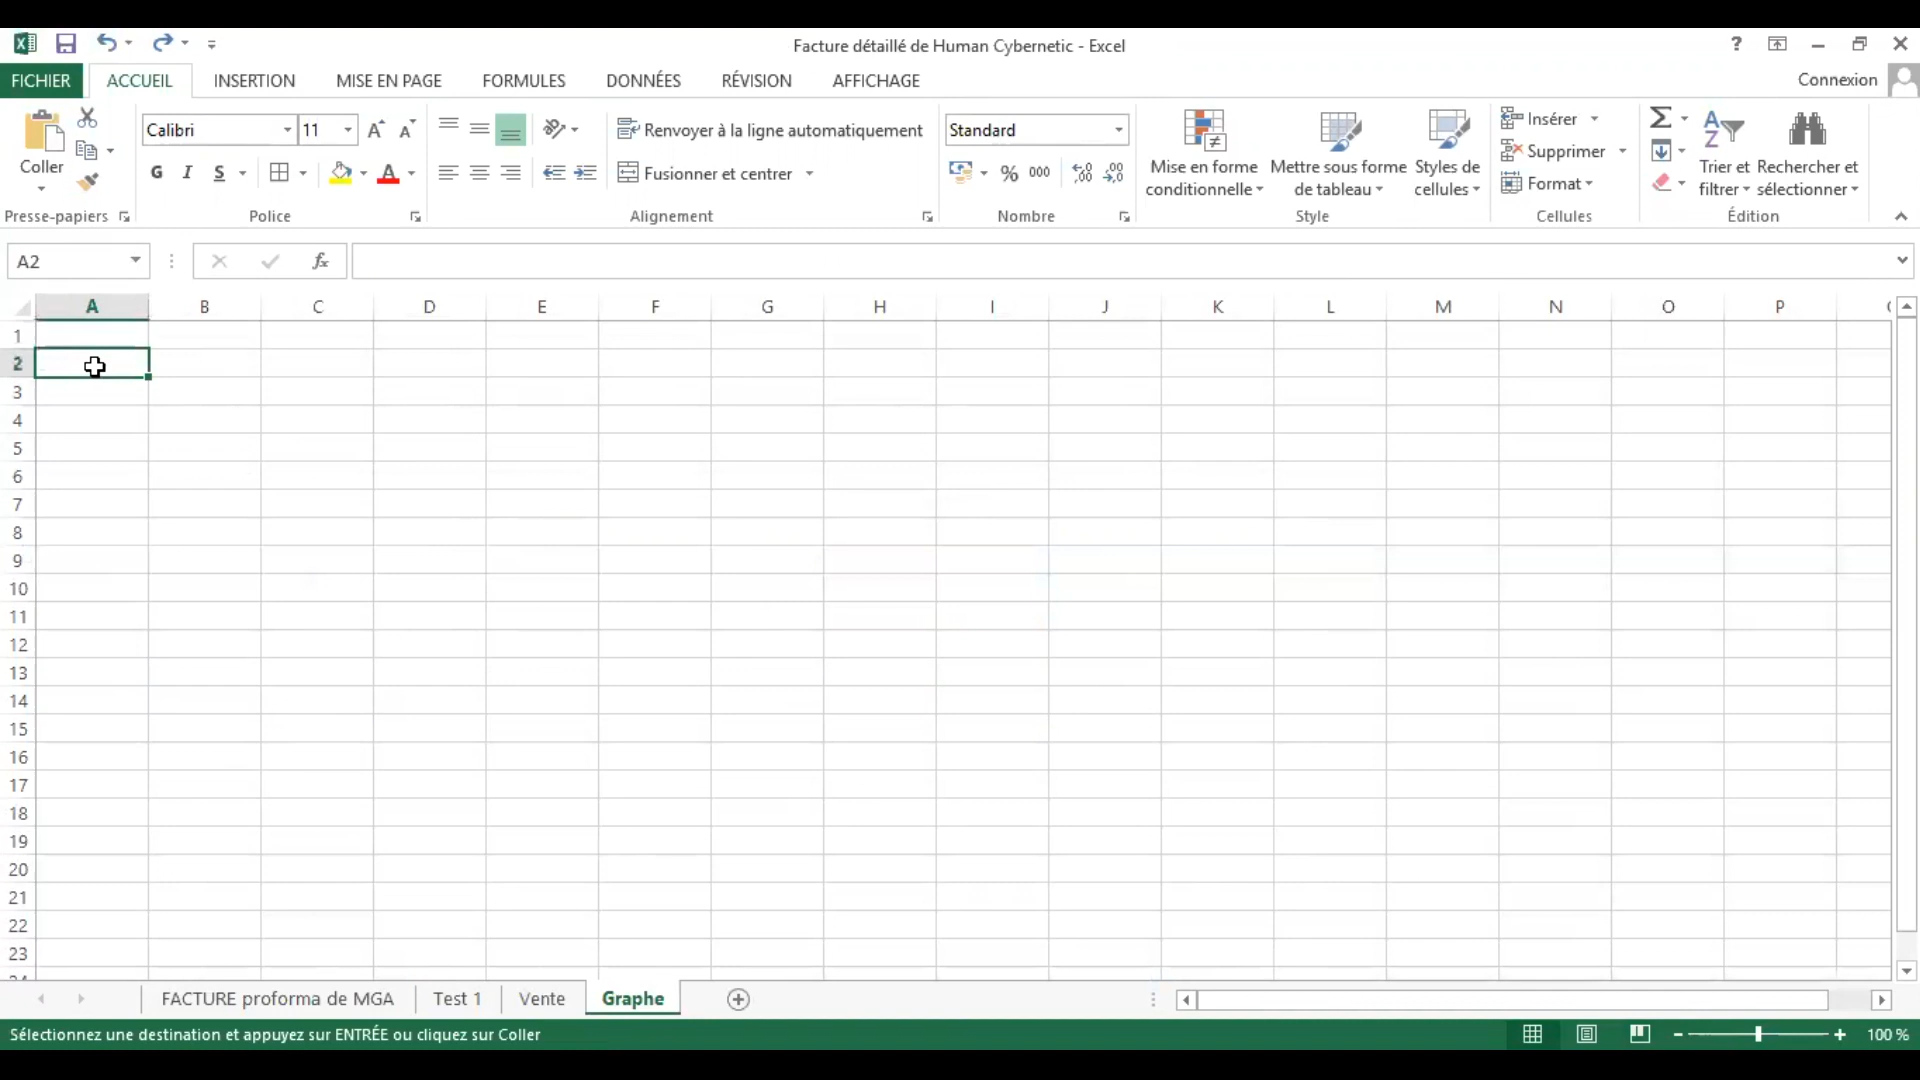 Facture détaillé de Human Cybernetic - Excel
?
FICHIER ACCUEIL INSERTION MISE EN PAGE FORMULES DONNÉES RÉVISION AFFICHAGE Connexion
Coller
Presse-papiers
Calibri 11
G I S
Police
Renvoyer à la ligne automatiquement
Fusionner et centrer
Alignement
Standard
% 000
Nombre
Mise en forme conditionnelle
Mettre sous forme de tableau
Styles de cellules
Style
Insérer
Supprimer
Format
Cellules
Trier et filtrer
Rechercher et sélectionner
Édition
A2 fx
A B C D E F G H I J K L M N O P
1
2
3
4
5
6
7
8
9
10
11
12
13
14
15
16
17
18
19
20
21
22
23
FACTURE proforma de MGA Test 1 Vente Graphe
Sélectionnez une destination et appuyez sur ENTRÉE ou cliquez sur Coller 100 %